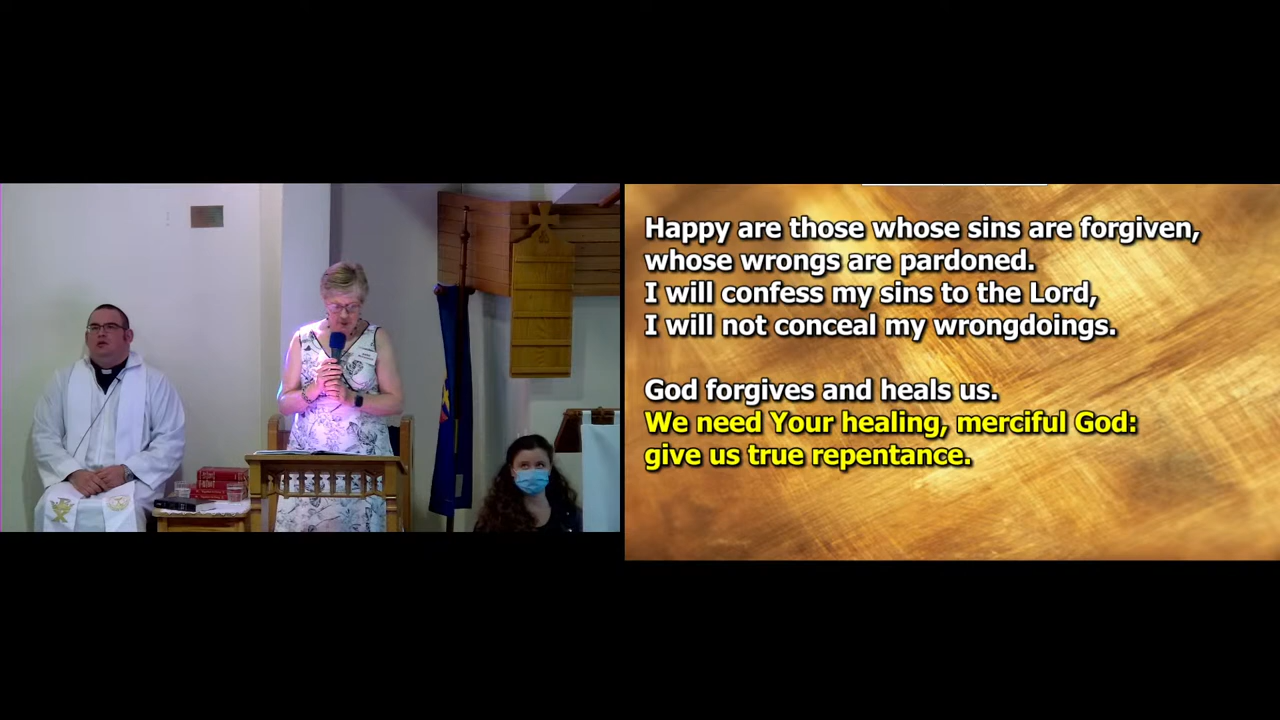 Happy are those whose sins are forgiven,
whose wrongs are pardoned.
I will confess my sins to the Lord,
I will not conceal my wrongdoings.
God forgives and heals us.
We need Your healing, merciful God:
give us true repentance.